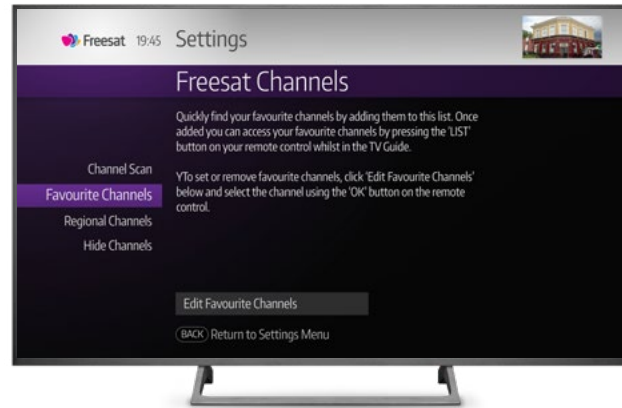 Freesat 19:45 Settings
Freesat Channels
Quickly find your favourite channels by adding them to this list. Once
added you can access your favourite channels by pressing the 'LIST'
button on your remote control whilst in the TV Guide.
YTo set or remove favourite channels, click 'Edit Favourite Channels'
below and select the channel using the 'OK' button on the remote
control.
Channel Scan
Favourite Channels
Regional Channels
Hide Channels
Edit Favourite Channels
BACK Return to Settings Menu